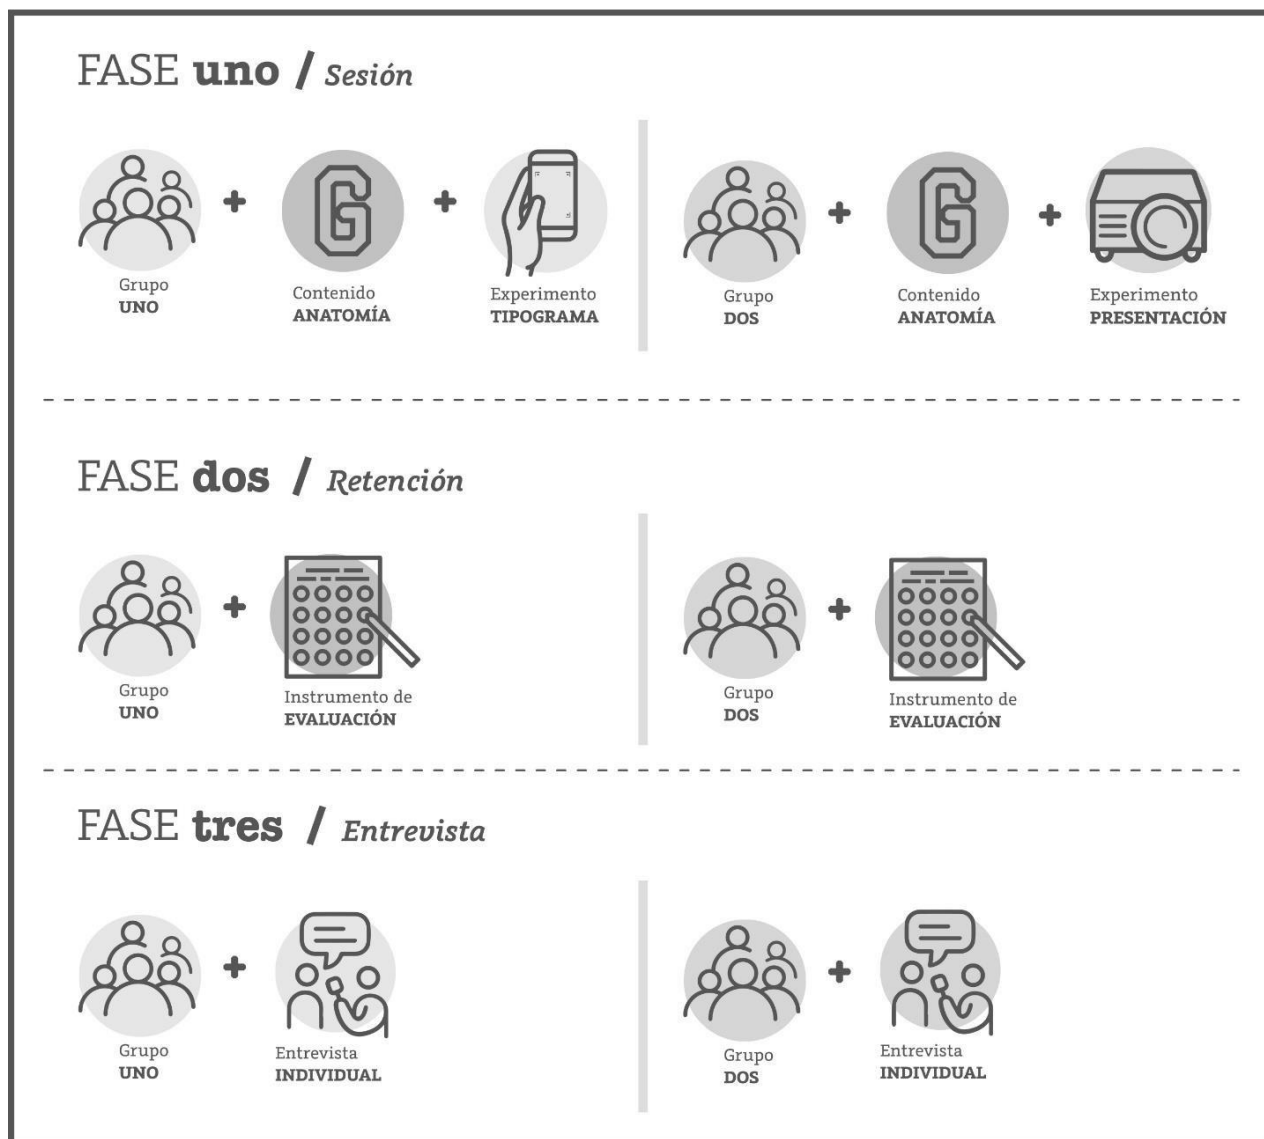 FASE uno / Sesión
Grupo
UNO
+
Contenido
ANATOMÍA
+
Experimento
TIPOGRAMA
Grupo
DOS
+
Contenido
ANATOMÍA
+
Experimento
PRESENTACIÓN
FASE dos / Retención
Grupo
UNO
+
Instrumento de
EVALUACIÓN
Grupo
DOS
+
Instrumento de
EVALUACIÓN
FASE tres / Entrevista
Grupo
UNO
+
Entrevista
INDIVIDUAL
Grupo
DOS
+
Entrevista
INDIVIDUAL